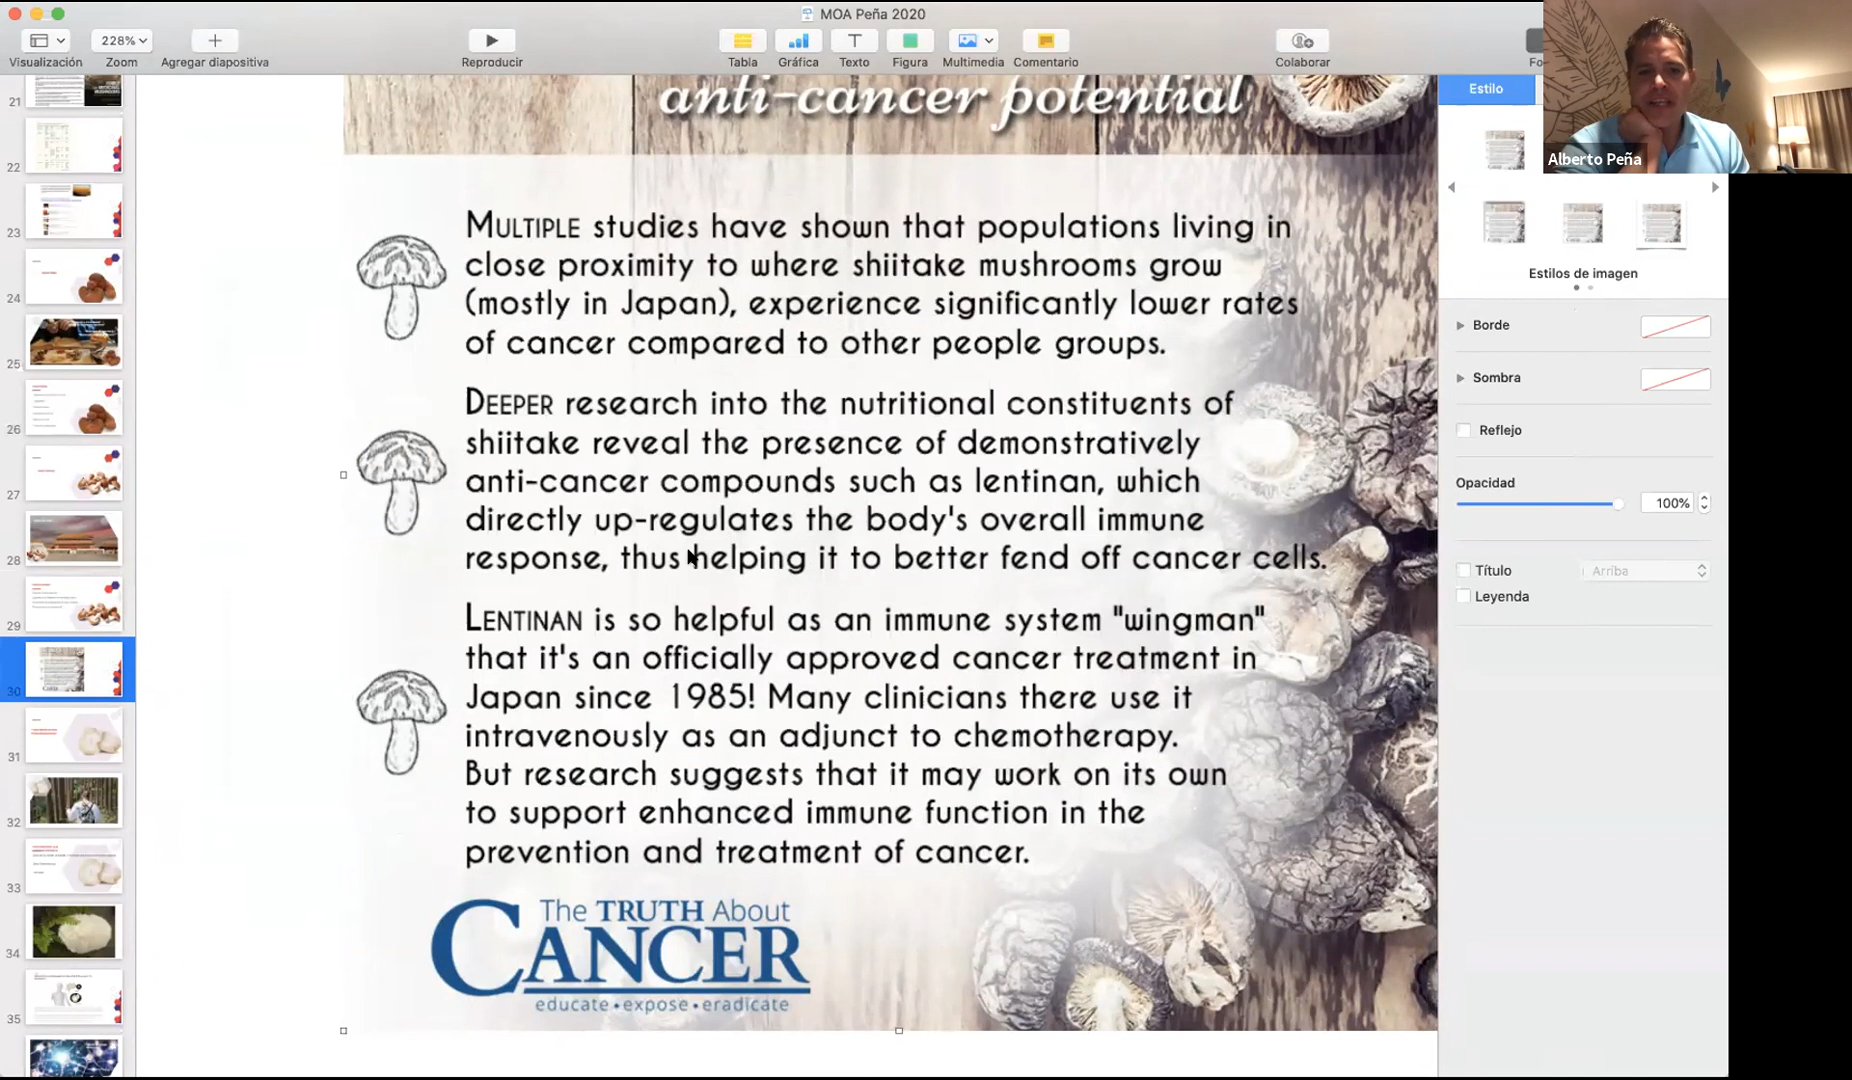 MOA Peña 2020
228%
Visualización
Zoom
Agregar diapositiva
Reproducir
Tabla
Gráfica
Texto
Figura
Multimedia
Comentario
Colaborar
Estilo
Alberto Peña
anti-cancer potential
MULTIPLE studies have shown that populations living in
close proximity to where shiitake mushrooms grow
(mostly in Japan), experience significantly lower rates
of cancer compared to other people groups.
DEEPER research into the nutritional constituents of
shiitake reveal the presence of demonstratively
anti-cancer compounds such as lentinan, which
directly up-regulates the body's overall immune
response, thus helping it to better fend off cancer cells.
LENTINAN is so helpful as an immune system "wingman"
that it's an officially approved cancer treatment in
Japan since 1985! Many clinicians there use it
intravenously as an adjunct to chemotherapy.
But research suggests that it may work on its own
to support enhanced immune function in the
prevention and treatment of cancer.
The TRUTH About
CANCER
educate • expose • eradicate
21
22
23
24
25
26
27
28
29
30
31
32
33
34
35
Estilos de imagen
Borde
Sombra
Reflejo
Opacidad
100%
Título
Arriba
Leyenda